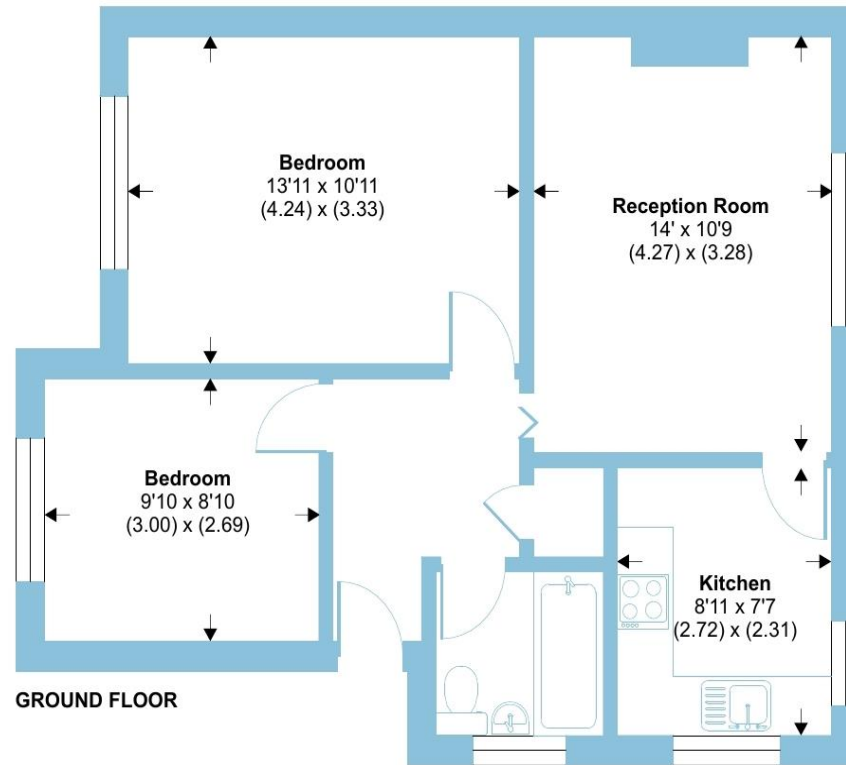 Bedroom
13'11 x 10'11
(4.24) x (3.33)
Reception Room
14' x 10'9
(4.27) x (3.28)
Bedroom
9'10 x 8'10
(3.00) x (2.69)
Kitchen
8'11 x 7'7
(2.72) x (2.31)
GROUND FLOOR